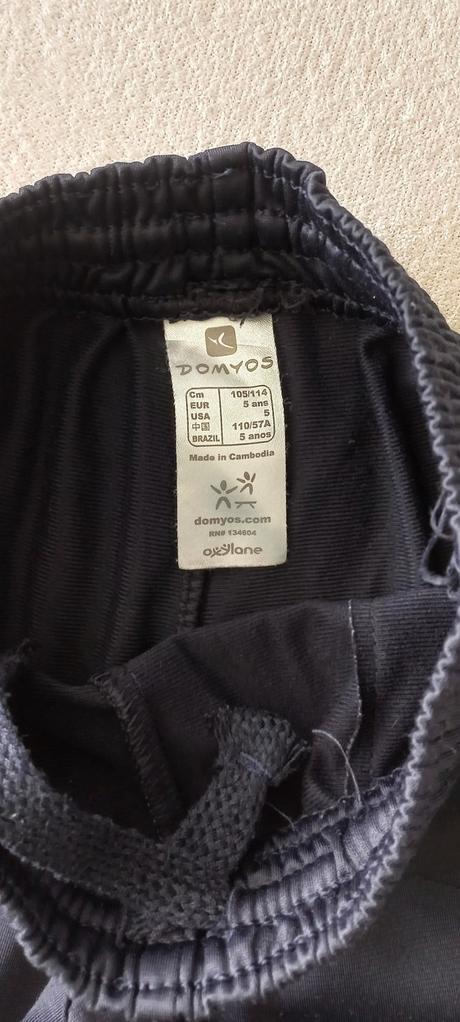 DOMYOS
Cm 105/114
EUR 5 ans
USA 5
中国 110/57A
BRAZIL 5 anos
Made in Cambodia
domyos.com
RN# 134604
oxylane